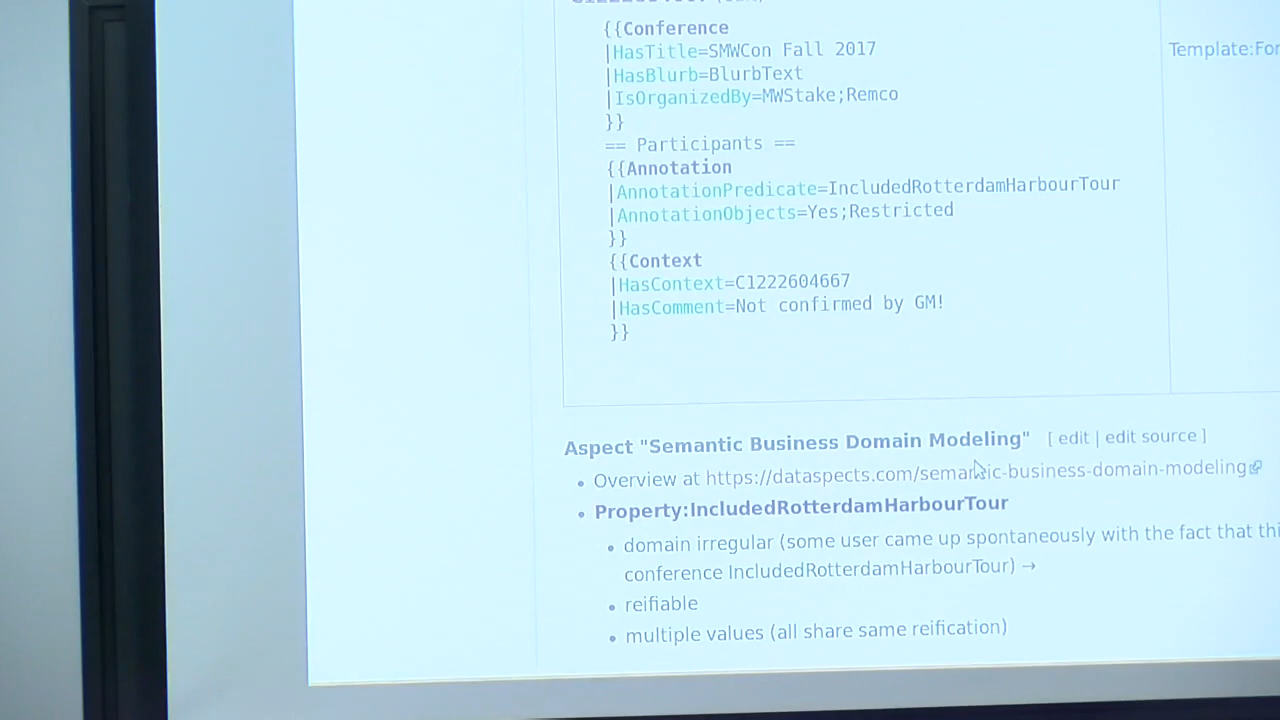 {{Conference
|HasTitle=SMWCon Fall 2017
|HasBlurb=BlurbText
|IsOrganizedBy=MWStake;Remco
}}
== Participants ==
{{Annotation
|AnnotationPredicate=IncludedRotterdamHarbourTour
|AnnotationObjects=Yes;Restricted
}}
{{Context
|HasContext=C1222604667
|HasComment=Not confirmed by GM!
}}
Template:For
Aspect "Semantic Business Domain Modeling" [ edit | edit source ]
• Overview at https://dataspects.com/semantic-business-domain-modeling
• Property:IncludedRotterdamHarbourTour
• domain irregular (some user came up spontaneously with the fact that thi
conference IncludedRotterdamHarbourTour) →
• reifiable
• multiple values (all share same reification)